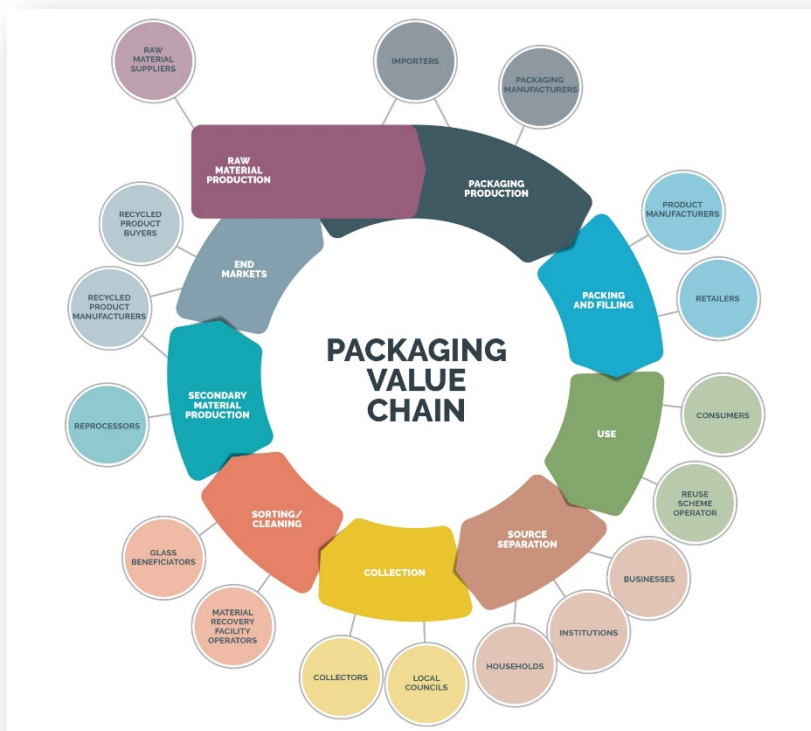 RAW
MATERIAL
SUPPLIERS
IMPORTERS
PACKAGING
MANUFACTURERS
RAW
MATERIAL
PRODUCTION
PACKAGING
PRODUCTION
PRODUCT
MANUFACTURERS
RETAILERS
PACKING
AND FILLING
CONSUMERS
REUSE
SCHEME
OPERATOR
USE
BUSINESSES
INSTITUTIONS
HOUSEHOLDS
SOURCE
SEPARATION
LOCAL
COUNCILS
COLLECTORS
COLLECTION
MATERIAL
RECOVERY
FACILITY
OPERATORS
GLASS
BENEFICIATORS
SORTING/
CLEANING
REPROCESSORS
SECONDARY
MATERIAL
PRODUCTION
RECYCLED
PRODUCT
MANUFACTURERS
RECYCLED
PRODUCT
BUYERS
END
MARKETS
PACKAGING
VALUE
CHAIN